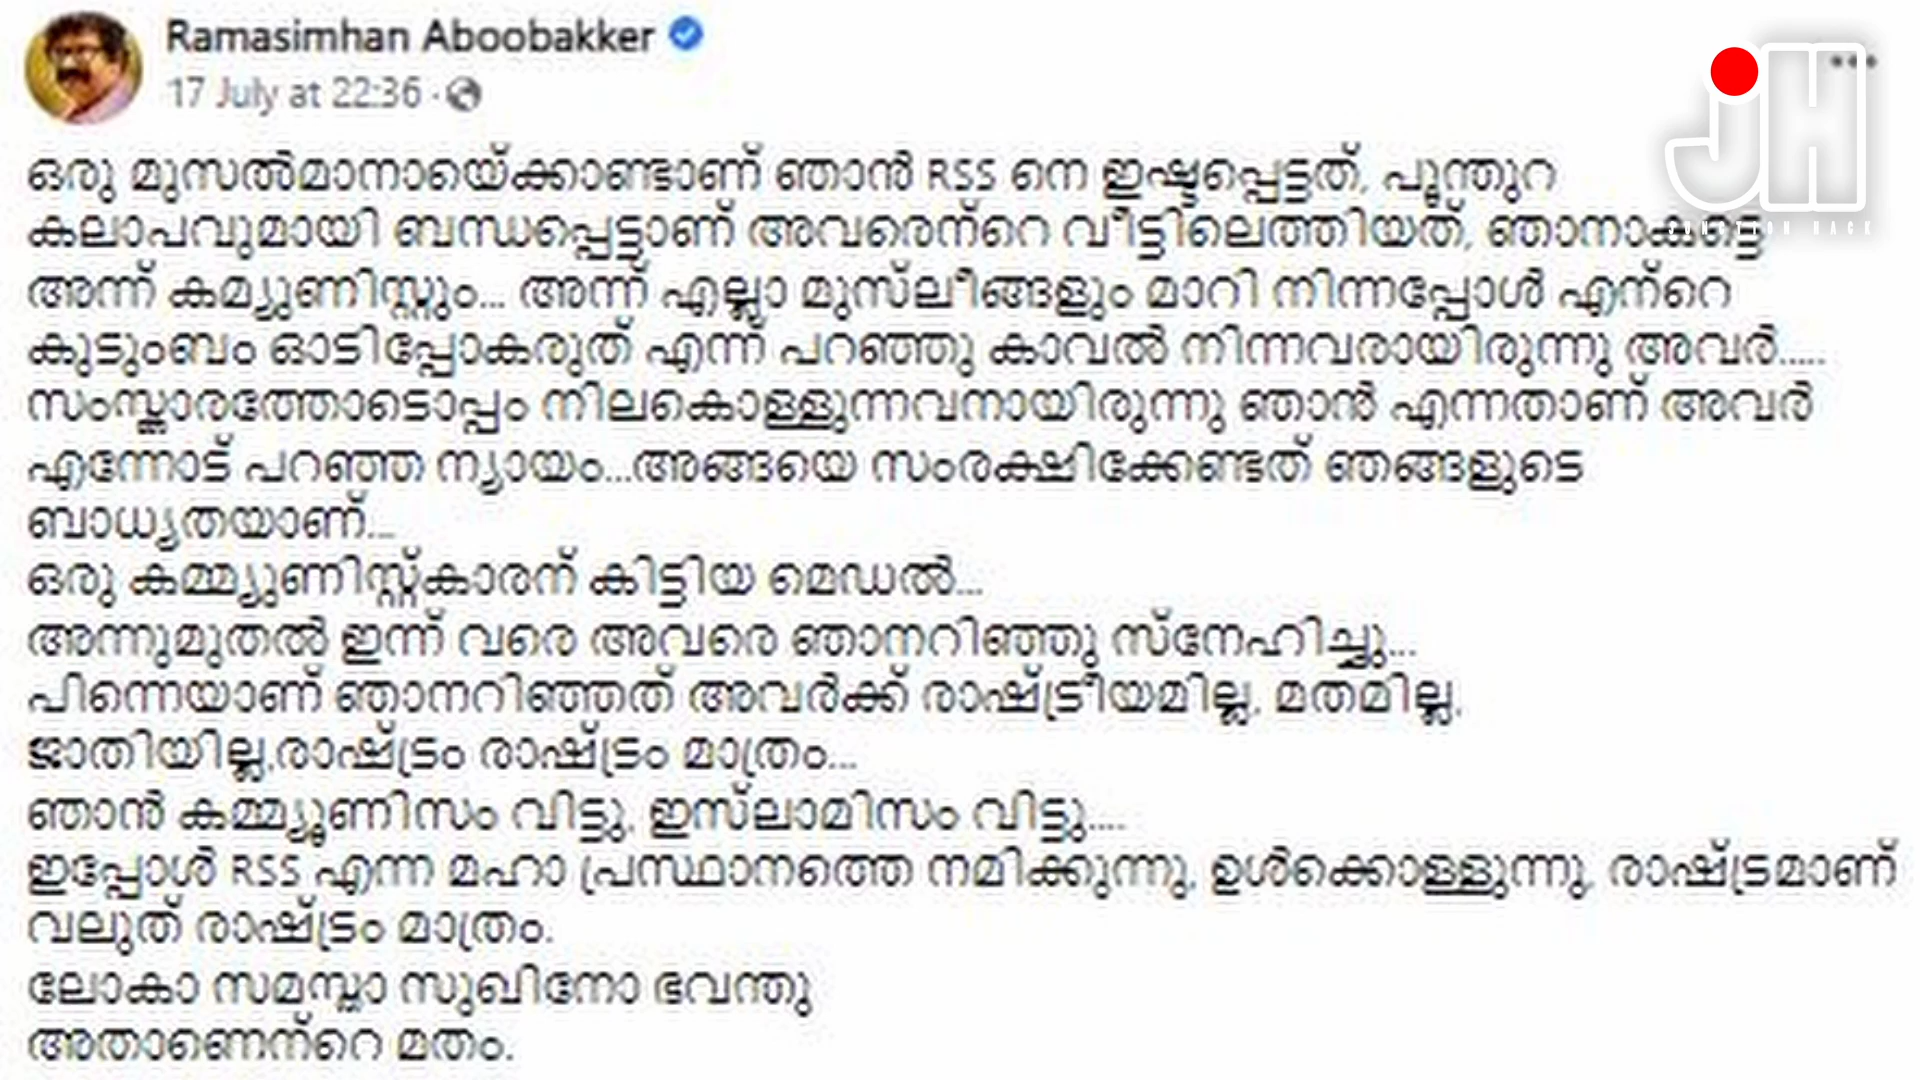 Ramasimhan Aboobakker
17 July at 22:36
JH
JUNCTION HACK
ഒരു മുസൽമാനായെ്ക്കാണ്ടാണ് ഞാൻ RSS നെ ഇഷ്ടപ്പെട്ടത്, പൂന്തുറ
കലാപവുമായി ബന്ധപ്പെട്ടാണ് അവരെന്റെ വീട്ടിലെത്തിയത്, ഞാനാകട്ടെ
അന്ന് കമ്യുണിസ്റ്റും... അന്ന് എല്ലാ മുസ്ലീങ്ങളും മാറി നിന്നപ്പോൾ എന്റെ
കുടുംബം ഓടിപ്പോകരുത് എന്ന് പറഞ്ഞു കാവൽ നിന്നവരായിരുന്നു അവർ.....
സംസ്കാരത്തോടൊപ്പം നിലകൊള്ളുന്നവനായിരുന്നു ഞാൻ എന്നതാണ് അവർ
എന്നോട് പറഞ്ഞ ന്യായം...അങ്ങയെ സംരക്ഷിക്കേണ്ടത് ഞങ്ങളുടെ
ബാധ്യതയാണ്...
ഒരു കമ്മ്യുണിസ്റ്റ്കാരന് കിട്ടിയ മെഡൽ...
അന്നുമുതൽ ഇന്ന് വരെ അവരെ ഞാനറിഞ്ഞു സ്നേഹിച്ചു...
പിന്നെയാണ് ഞാനറിഞ്ഞത് അവർക്ക് രാഷ്ട്രീയമില്ല, മതമില്ല,
ജാതിയില്ല,രാഷ്ട്രം രാഷ്ട്രം മാത്രം...
ഞാൻ കമ്മ്യൂണിസം വിട്ടു, ഇസ്ലാമിസം വിട്ടു....
ഇപ്പോൾ RSS എന്ന മഹാ പ്രസ്ഥാനത്തെ നമിക്കുന്നു, ഉൾക്കൊള്ളുന്നു, രാഷ്ട്രമാണ്
വലുത് രാഷ്ട്രം മാത്രം.
ലോകാ സമസ്താ സുഖിനോ ഭവന്തു
അതാണെന്റെ മതം.